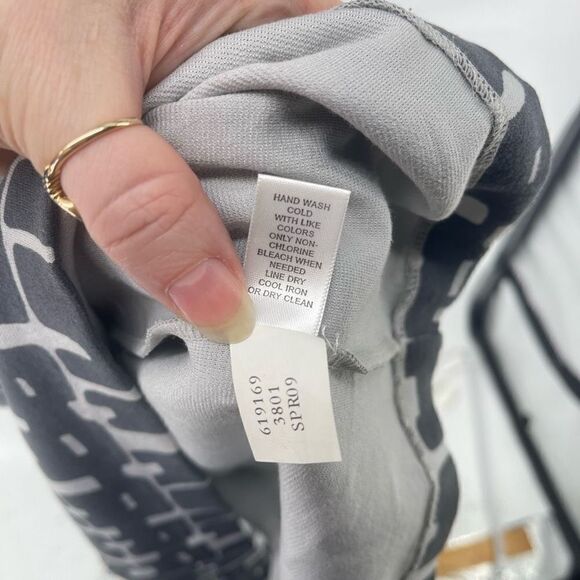 HAND WASH
COLD
WITH LIKE
COLORS
ONLY NON-
CHLORINE
BLEACH WHEN
NEEDED
LINE DRY
COOL IRON
OR DRY CLEAN
619169
3801
SPR09